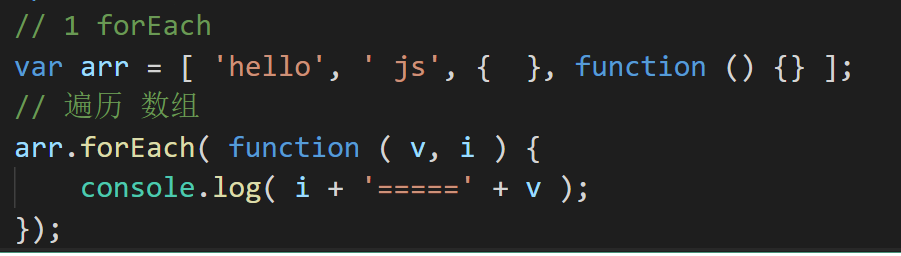 // 1 forEach
var arr = [ 'hello', ' js', {  }, function () {} ];
// 遍历 数组
arr.forEach( function ( v, i ) {
    console.log( i + '=====' + v );
});